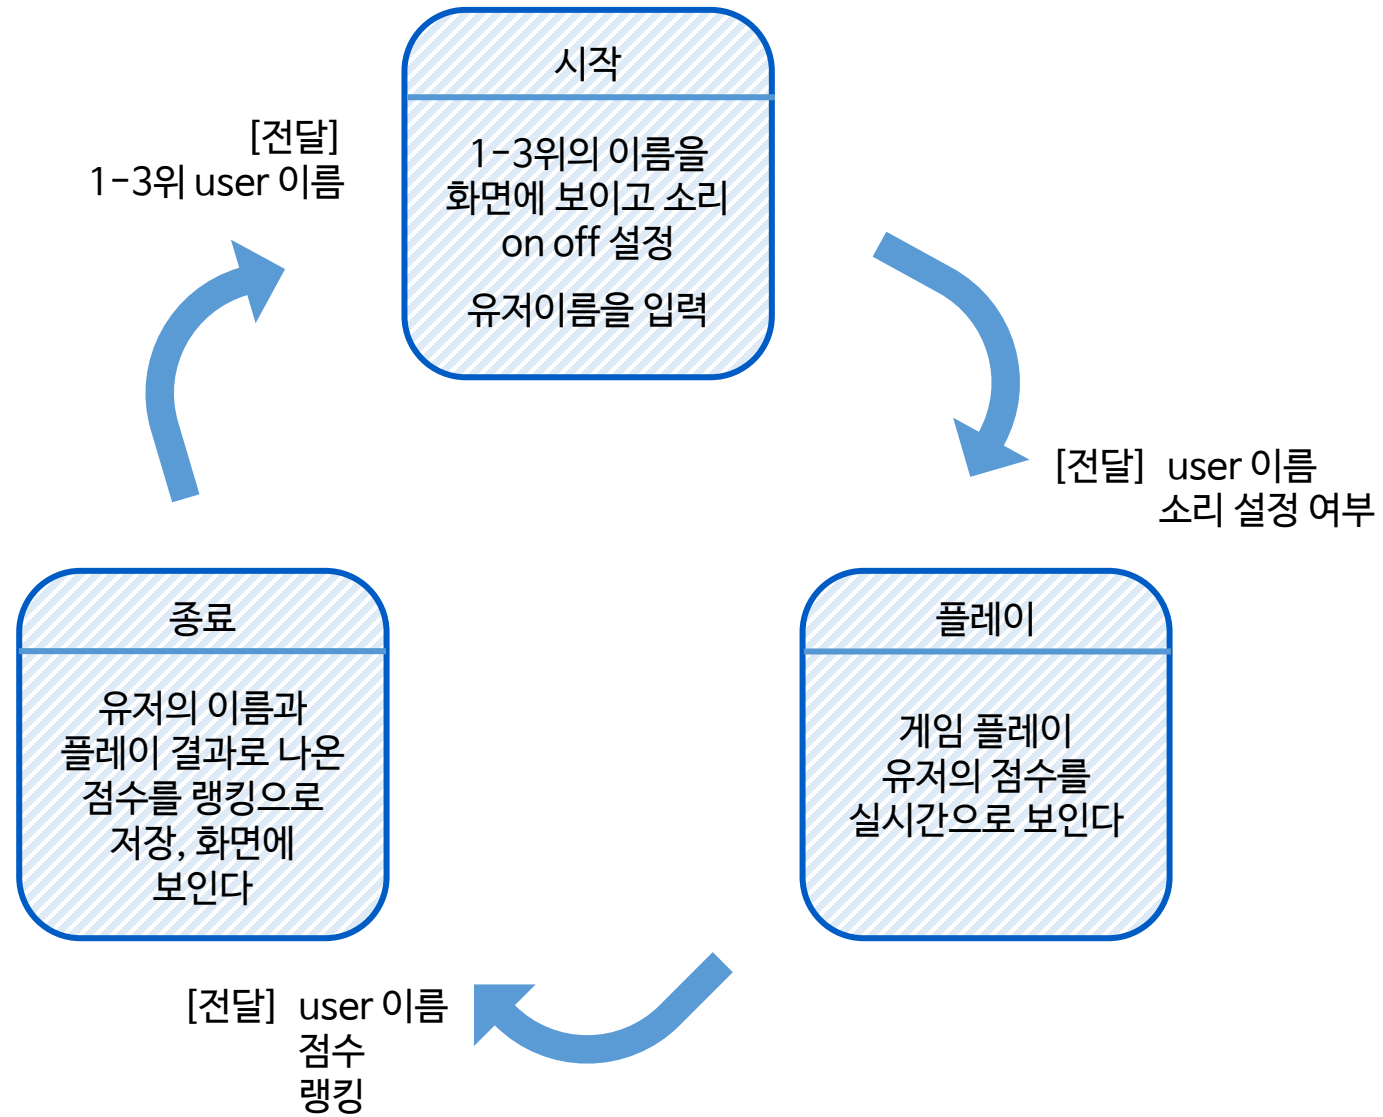 시작
1-3위의 이름을
화면에 보이고 소리
on off 설정
유저이름을 입력
[전달]
1-3위 user 이름
[전달] user 이름
소리 설정 여부
종료
유저의 이름과
플레이 결과로 나온
점수를 랭킹으로
저장, 화면에
보인다
플레이
게임 플레이
유저의 점수를
실시간으로 보인다
[전달] user 이름
점수
랭킹